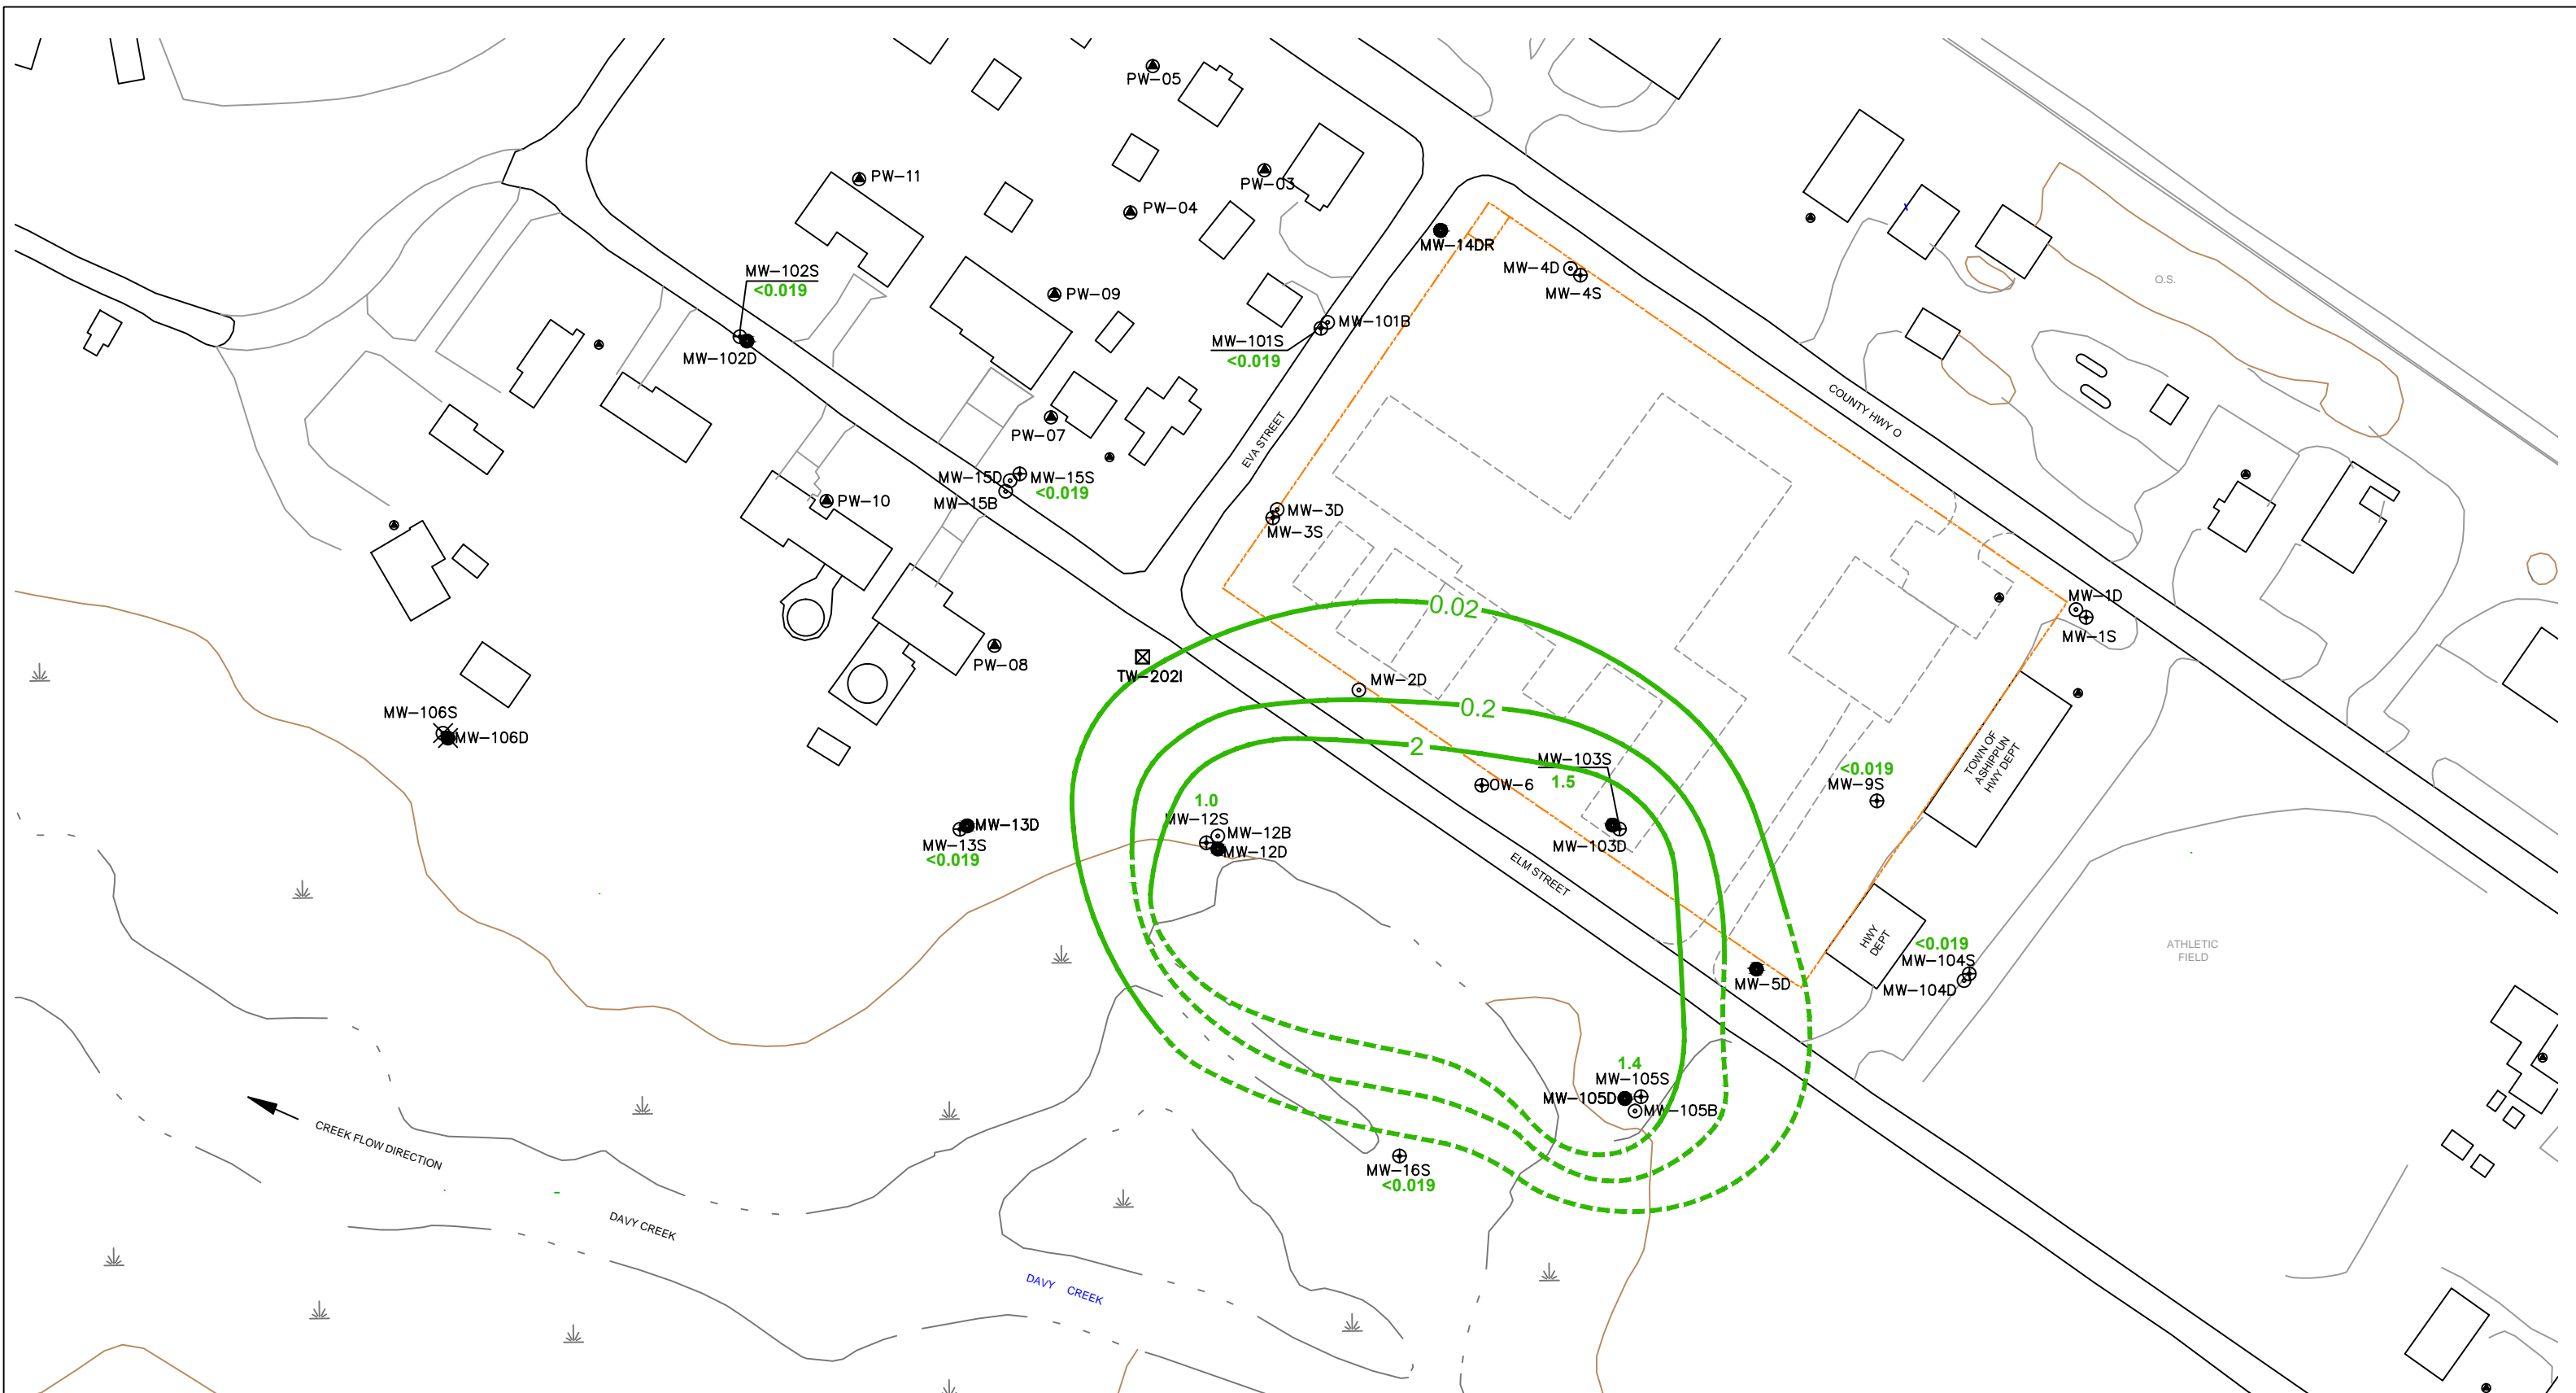 PW-05
PW-11
PW-03
PW-04
MW-14DR
MW-4D
MW-4S
O.S.
MW-102S
<0.019
MW-102D
PW-09
MW-101B
MW-101S
<0.019
COUNTY HWY O
EVA STREET
PW-07
MW-15D
MW-15S
<0.019
MW-15B
PW-10
MW-3D
MW-3S
0.02
MW-1D
MW-1S
PW-08
TW-202I
MW-2D
0.2
2
MW-106S
MW-106D
MW-103S
1.5
MW-103D
OW-6
<0.019
MW-9S
TOWN OF
ASHIPPUN
HWY DEPT
1.0
MW-12S
MW-12B
MW-12D
MW-13D
MW-13S
<0.019
ELM STREET
HWY
DEPT
<0.019
MW-104S
MW-104D
ATHLETIC
FIELD
MW-5D
1.4
MW-105S
MW-105D
MW-105B
MW-16S
<0.019
CREEK FLOW DIRECTION
DAVY CREEK
DAVY CREEK
X